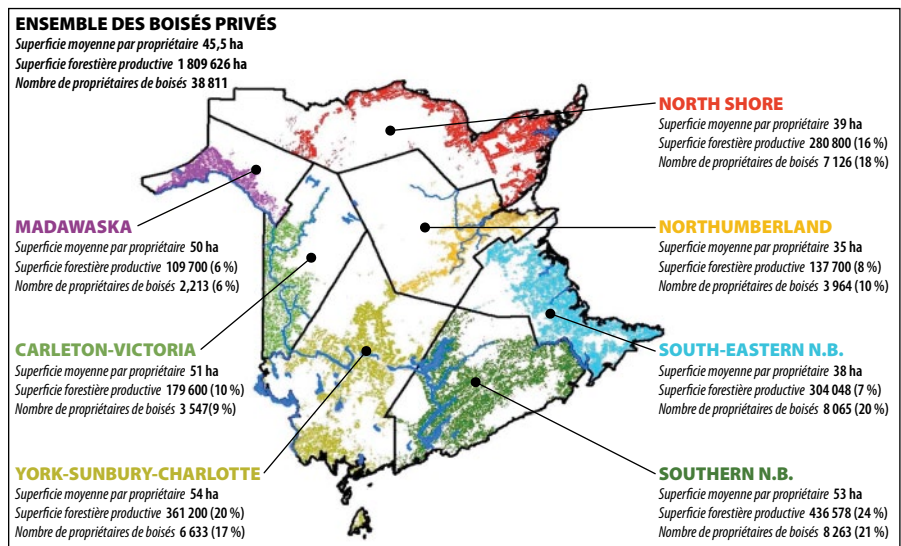 ENSEMBLE DES BOISÉS PRIVÉS
Superficie moyenne par propriétaire 45,5 ha
Superficie forestière productive 1 809 626 ha
Nombre de propriétaires de boisés 38 811
NORTH SHORE
Superficie moyenne par propriétaire 39 ha
Superficie forestière productive 280 800 (16 %)
Nombre de propriétaires de boisés 7 126 (18 %)
MADAWASKA
Superficie moyenne par propriétaire 50 ha
Superficie forestière productive 109 700 (6 %)
Nombre de propriétaires de boisés 2,213 (6 %)
NORTHUMBERLAND
Superficie moyenne par propriétaire 35 ha
Superficie forestière productive 137 700 (8 %)
Nombre de propriétaires de boisés 3 964 (10 %)
CARLETON-VICTORIA
Superficie moyenne par propriétaire 51 ha
Superficie forestière productive 179 600 (10 %)
Nombre de propriétaires de boisés 3 547(9 %)
SOUTH-EASTERN N.B.
Superficie moyenne par propriétaire 38 ha
Superficie forestière productive 304 048 (7 %)
Nombre de propriétaires de boisés 8 065 (20 %)
YORK-SUNBURY-CHARLOTTE
Superficie moyenne par propriétaire 54 ha
Superficie forestière productive 361 200 (20 %)
Nombre de propriétaires de boisés 6 633 (17 %)
SOUTHERN N.B.
Superficie moyenne par propriétaire 53 ha
Superficie forestière productive 436 578 (24 %)
Nombre de propriétaires de boisés 8 263 (21 %)